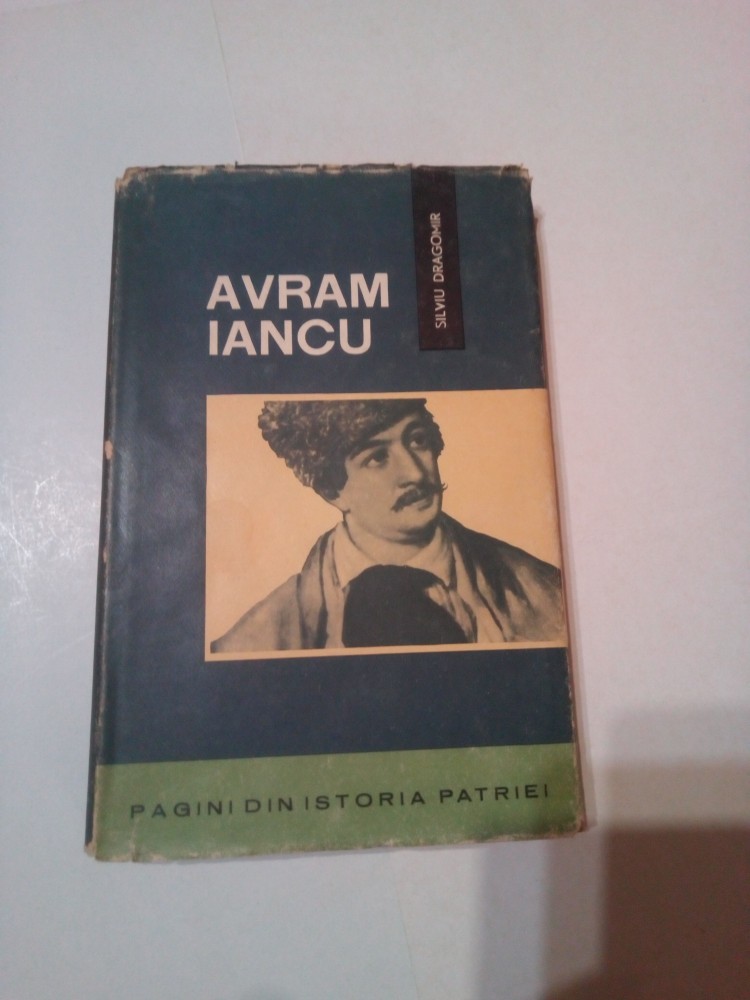 SILVIU DRAGOMIR
AVRAM
IANCU
PAGINI DIN ISTORIA PATRIEI